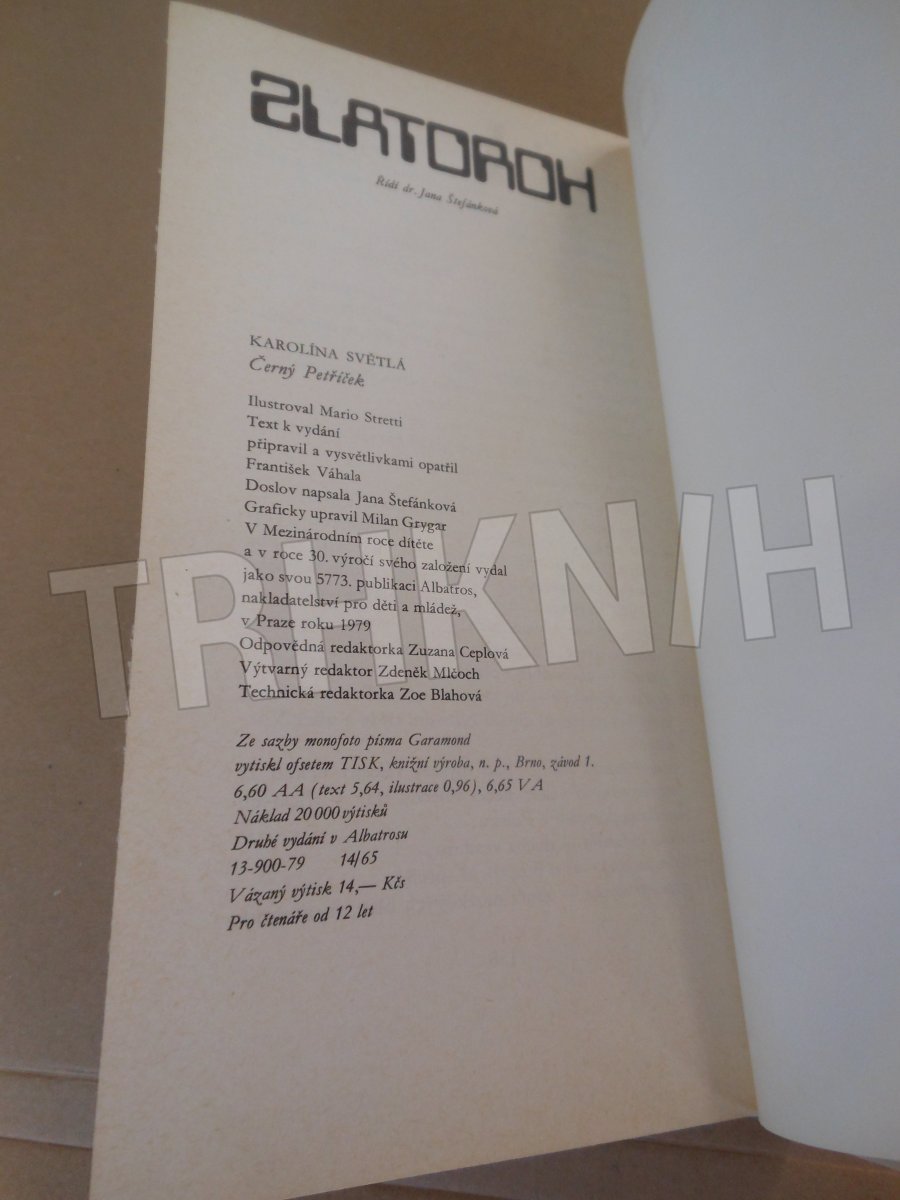 ZLATOROH
Řídí dr. Jana Štefánková
KAROLÍNA SVĚTLÁ
Černý Petříček
Ilustroval Mario Stretti
Text k vydání
připravil a vysvětlivkami opatřil
František Váhala
Doslov napsala Jana Štefánková
Graficky upravil Milan Grygar
V Mezinárodním roce dítěte
a v roce 30. výročí svého založení vydal
jako svou 5773. publikaci Albatros,
nakladatelství pro děti a mládež,
v Praze roku 1979
Odpovědná redaktorka Zuzana Ceplová
Výtvarný redaktor Zdeněk Mlčoch
Technická redaktorka Zoe Blahová
Ze sazby monofoto písma Garamond
vytiskl ofsetem TISK, knižní výroba, n. p., Brno, závod 1.
6,60 AA (text 5,64, ilustrace 0,96), 6,65 VA
Náklad 20 000 výtisků
Druhé vydání v Albatrosu
13-900-79 14/65
Vázaný výtisk 14,— Kčs
Pro čtenáře od 12 let
TRHKNIH